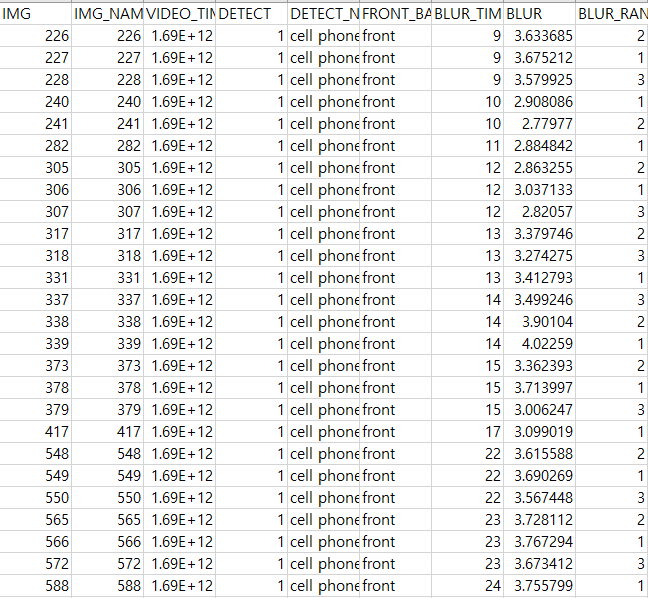 IMG IMG_NAM VIDEO_TIM DETECT DETECT_N FRONT_BA BLUR_TIM BLUR BLUR_RAN
226 226 1.69E+12 1 cell phone front 9 3.633685 2
227 227 1.69E+12 1 cell phone front 9 3.675212 1
228 228 1.69E+12 1 cell phone front 9 3.579925 3
240 240 1.69E+12 1 cell phone front 10 2.908086 1
241 241 1.69E+12 1 cell phone front 10 2.77977 2
282 282 1.69E+12 1 cell phone front 11 2.884842 1
305 305 1.69E+12 1 cell phone front 12 2.863255 2
306 306 1.69E+12 1 cell phone front 12 3.037133 1
307 307 1.69E+12 1 cell phone front 12 2.82057 3
317 317 1.69E+12 1 cell phone front 13 3.379746 2
318 318 1.69E+12 1 cell phone front 13 3.274275 3
331 331 1.69E+12 1 cell phone front 13 3.412793 1
337 337 1.69E+12 1 cell phone front 14 3.499246 3
338 338 1.69E+12 1 cell phone front 14 3.90104 2
339 339 1.69E+12 1 cell phone front 14 4.02259 1
373 373 1.69E+12 1 cell phone front 15 3.362393 2
378 378 1.69E+12 1 cell phone front 15 3.713997 1
379 379 1.69E+12 1 cell phone front 15 3.006247 3
417 417 1.69E+12 1 cell phone front 17 3.099019 1
548 548 1.69E+12 1 cell phone front 22 3.615588 2
549 549 1.69E+12 1 cell phone front 22 3.690269 1
550 550 1.69E+12 1 cell phone front 22 3.567448 3
565 565 1.69E+12 1 cell phone front 23 3.728112 2
566 566 1.69E+12 1 cell phone front 23 3.767294 1
572 572 1.69E+12 1 cell phone front 23 3.673412 3
588 588 1.69E+12 1 cell phone front 24 3.755799 1